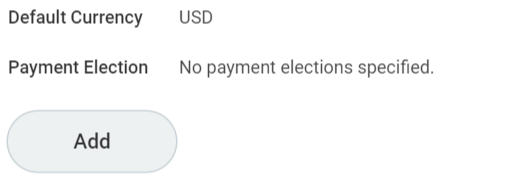 Default Currency USD
Payment Election No payment elections specified.
Add